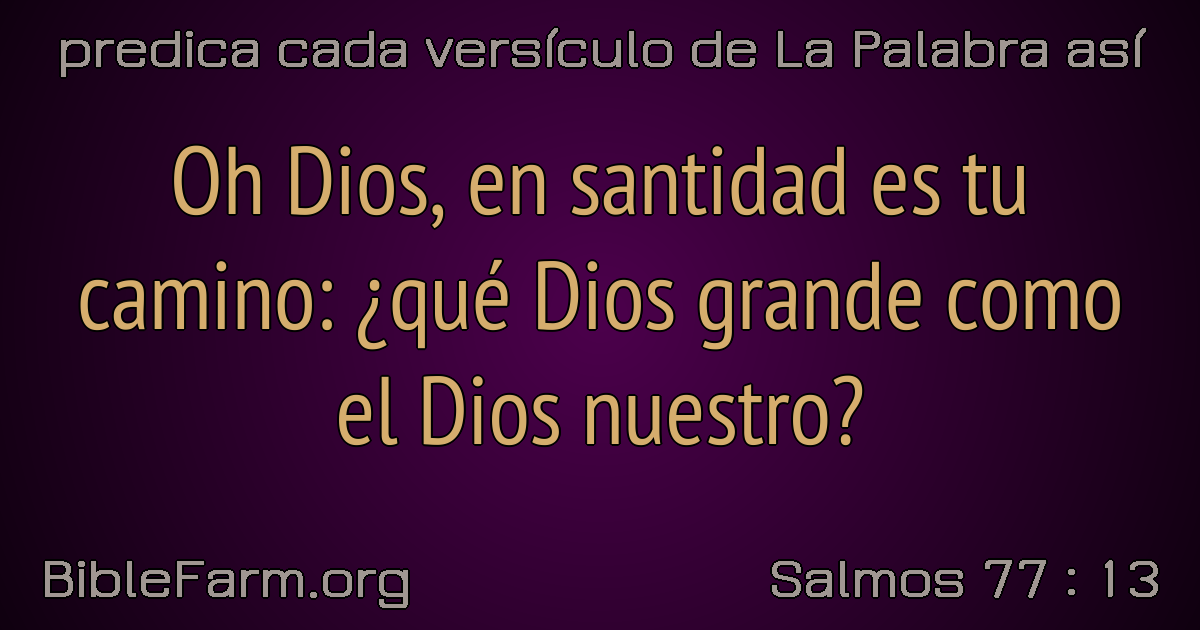 predica cada versículo de La Palabra así
Oh Dios, en santidad es tu
camino: ¿qué Dios grande como
el Dios nuestro?
BibleFarm.org
Salmos 77 : 13